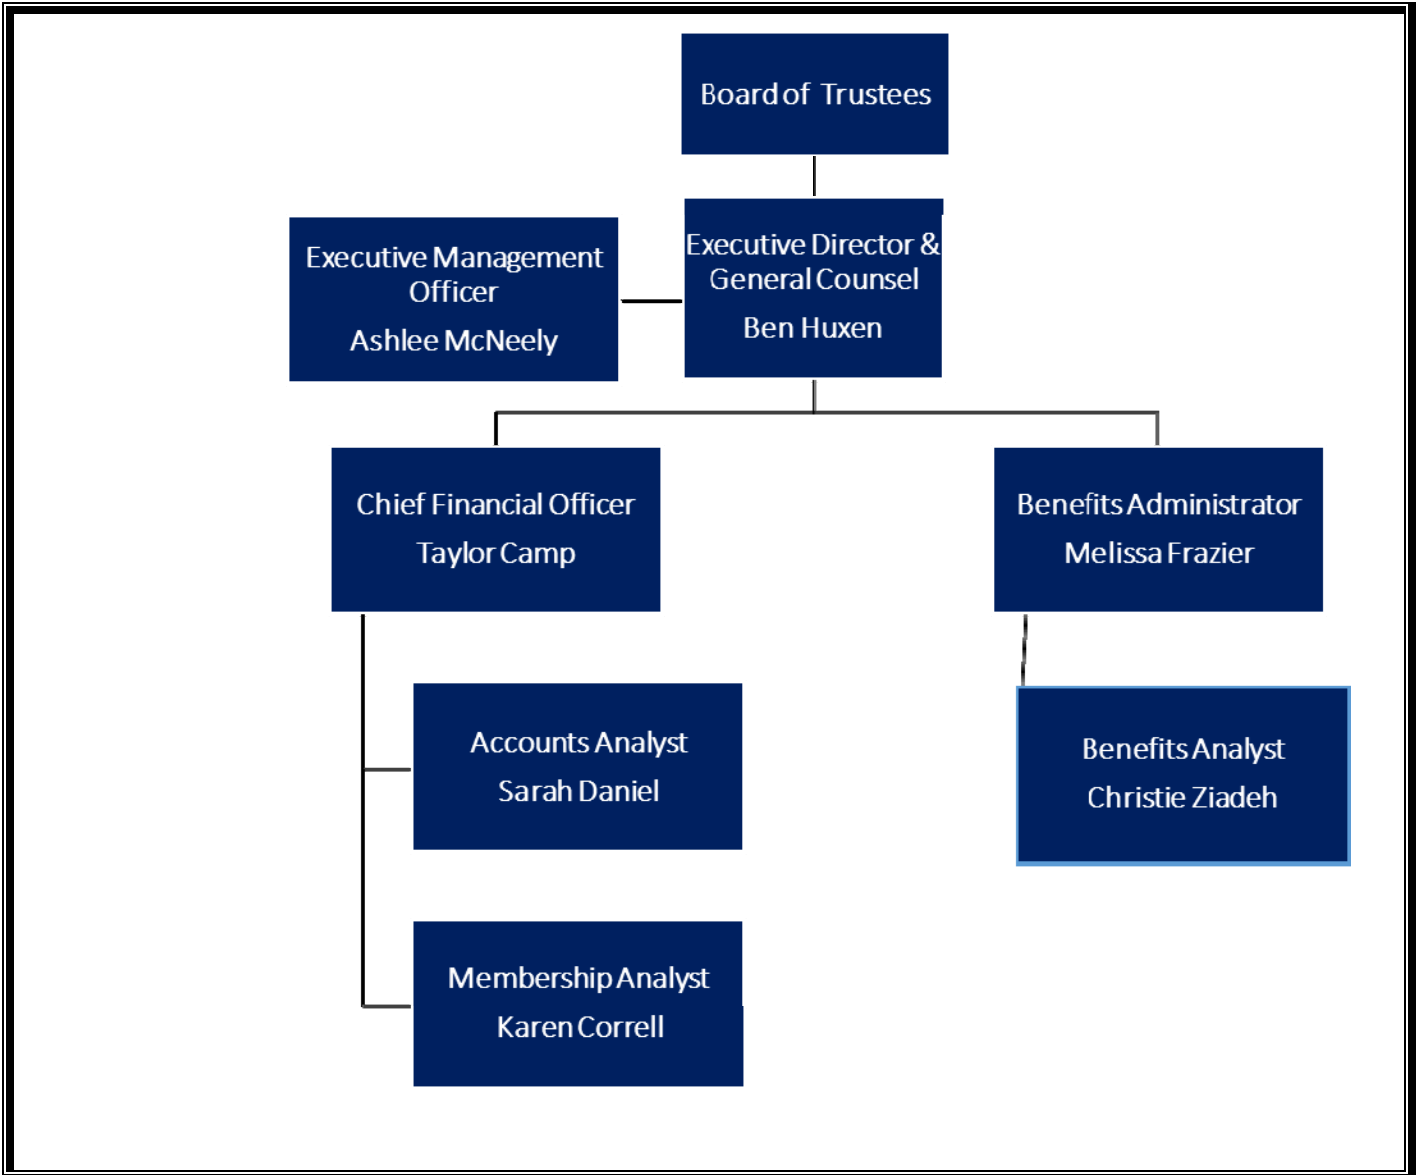 Board of Trustees
Executive Management
Officer
Ashlee McNeely
Executive Director &
General Counsel
Ben Huxen
Chief Financial Officer
Taylor Camp
Benefits Administrator
Melissa Frazier
Accounts Analyst
Sarah Daniel
Benefits Analyst
Christie Ziadeh
Membership Analyst
Karen Correll